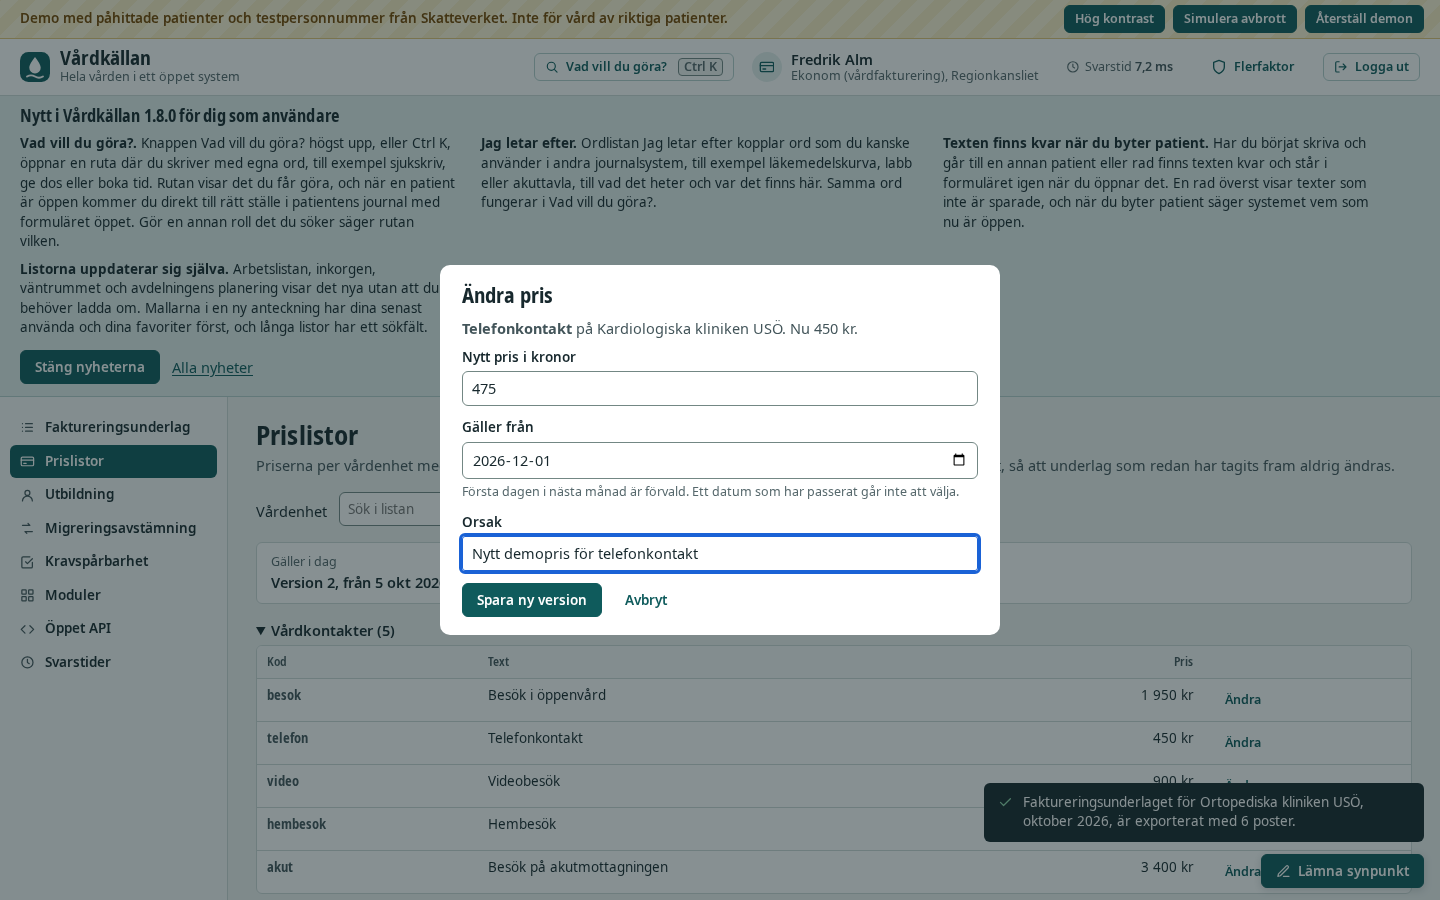 Demo med påhittade patienter och testpersonnummer från Skatteverket. Inte för vård av riktiga patienter.
Hög kontrast
Simulera avbrott
Återställ demon
Vårdkällan
Hela vården i ett öppet system
Vad vill du göra?
Ctrl K
Fredrik Alm
Ekonom (vårdfakturering), Regionkansliet
Svarstid 7,2 ms
Flerfaktor
Logga ut
Nytt i Vårdkällan 1.8.0 för dig som användare
Vad vill du göra?. Knappen Vad vill du göra? högst upp, eller Ctrl K,
öppnar en ruta där du skriver med egna ord, till exempel sjukskriv,
ge dos eller boka tid. Rutan visar det du får göra, och när en patient
är öppen kommer du direkt till rätt ställe i patientens journal med
formuläret öppet. Gör en annan roll det du söker säger rutan
vilken.
Jag letar efter. Ordlistan Jag letar efter kopplar ord som du kanske
använder i andra journalsystem, till exempel läkemedelskurva, labb
eller akuttavla, till vad det heter och var det finns här. Samma ord
fungerar i Vad vill du göra?.
Texten finns kvar när du byter patient. Har du börjat skriva och
går till en annan patient eller rad finns texten kvar och står i
formuläret igen när du öppnar det. En rad överst visar texter som
inte är sparade, och när du byter patient säger systemet vem som
nu är öppen.
Listorna uppdaterar sig själva. Arbetslistan, inkorgen,
väntrummet och avdelningens planering visar det nya utan att du
behöver ladda om. Mallarna i en ny anteckning har dina senast
använda och dina favoriter först, och långa listor har ett sökfält.
Stäng nyheterna
Alla nyheter
Faktureringsunderlag
Prislistor
Utbildning
Migreringsavstämning
Kravspårbarhet
Moduler
Öppet API
Svarstider
Prislistor
Priserna per vårdenhet me
, så att underlag som redan har tagits fram aldrig ändras.
Vårdenhet
Sök i listan
Gäller i dag
Version 2, från 5 okt 202
Vårdkontakter (5)
Kod
Text
Pris
besok
Besök i öppenvård
1 950 kr
Ändra
telefon
Telefonkontakt
450 kr
Ändra
video
Videobesök
900 kr
hembesok
Hembesök
akut
Besök på akutmottagningen
3 400 kr
Ändra
Ändra pris
Telefonkontakt på Kardiologiska kliniken USÖ. Nu 450 kr.
Nytt pris i kronor
475
Gäller från
2026-12-01
Första dagen i nästa månad är förvald. Ett datum som har passerat går inte att välja.
Orsak
Nytt demopris för telefonkontakt
Spara ny version
Avbryt
Faktureringsunderlaget för Ortopediska kliniken USÖ,
oktober 2026, är exporterat med 6 poster.
Lämna synpunkt